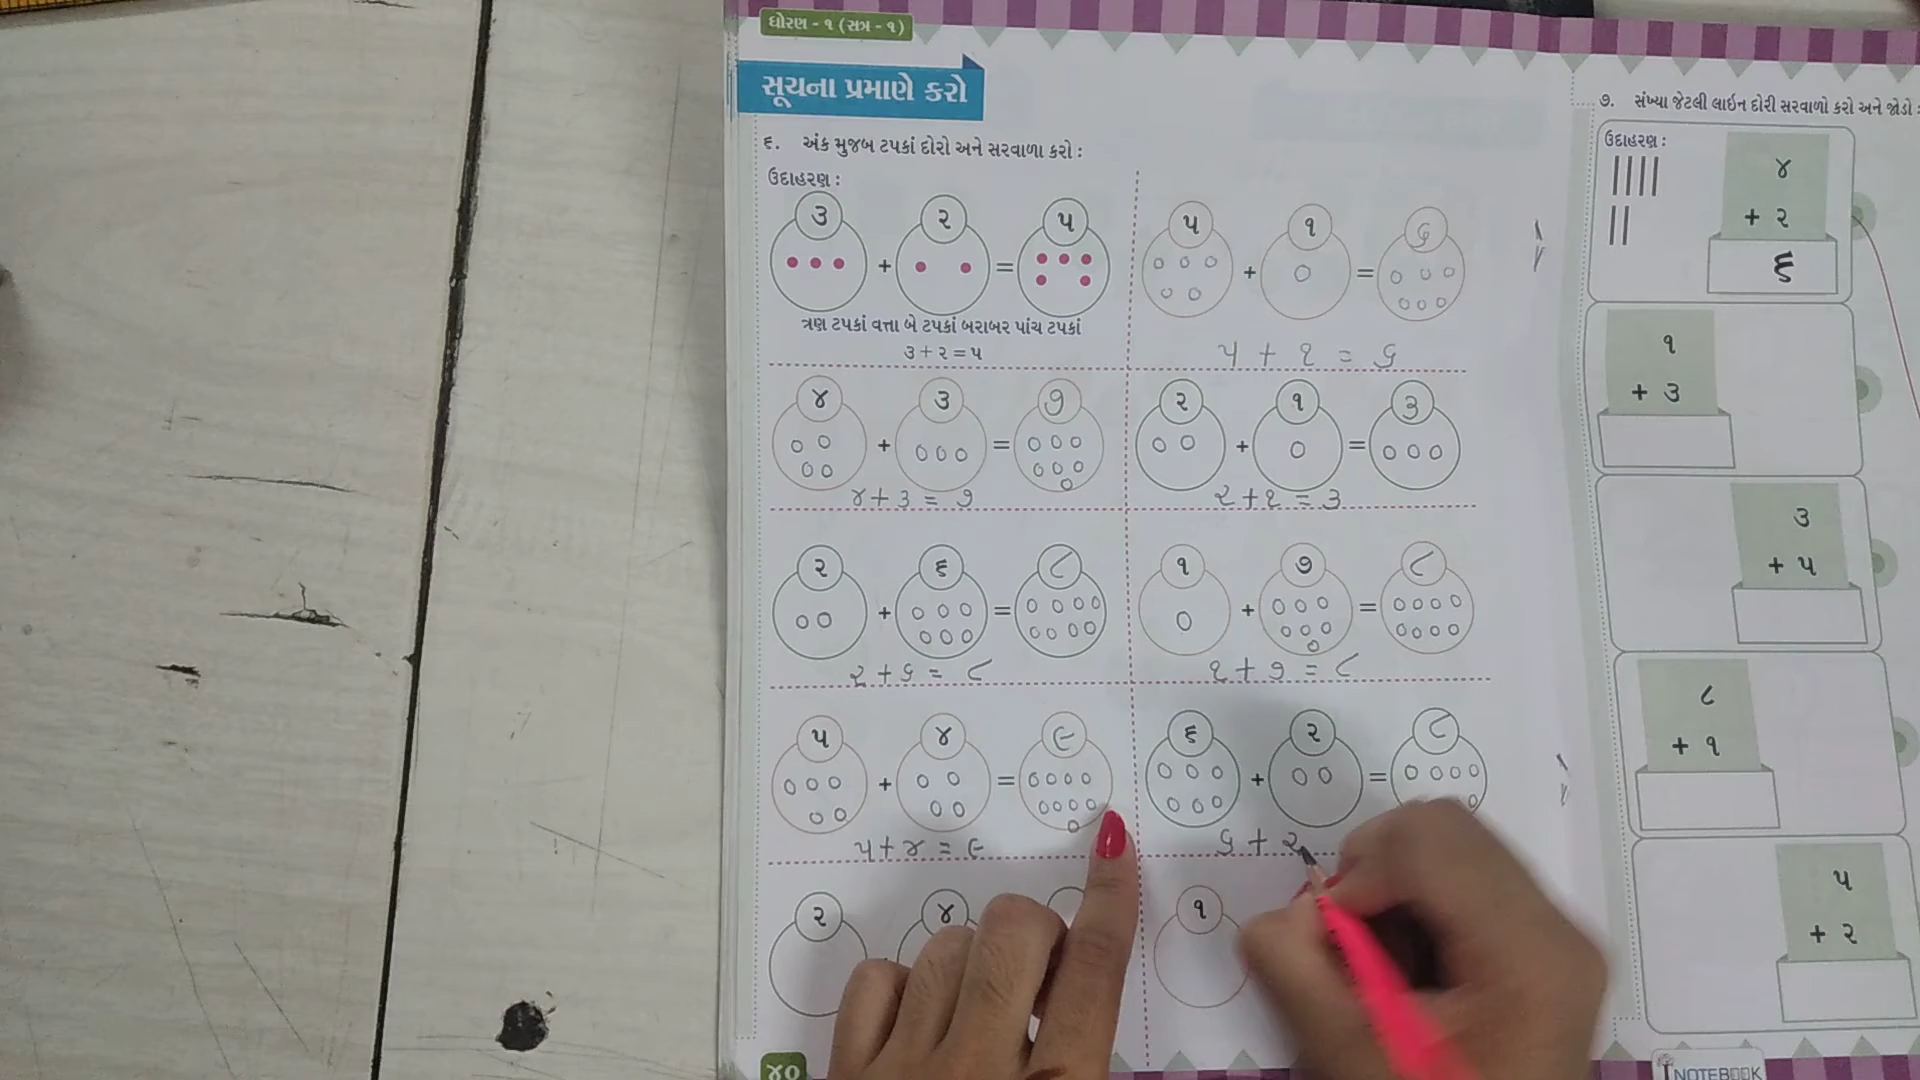 ધોરણ - ૧ (સત્ર - ૧)
સૂચના પ્રમાણે કરો
૬. અંક મુજબ ટપકાં દોરો અને સરવાળા કરો :
ઉદાહરણ :
૩ + ૨ = ૫
ત્રણ ટપકાં વત્તા બે ટપકાં બરાબર પાંચ ટપકાં
૩ + ૨ = ૫
૫ + ૧ = ૬
૫ + ૧ = ૬
૪ + ૩ = ૭
૪ + ૩ = ૭
૨ + ૧ = ૩
૨ + ૧ = ૩
૨ + ૬ = ૮
૨ + ૬ = ૮
૧ + ૭ = ૮
૧ + ૭ = ૮
૫ + ૪ = ૯
૫ + ૪ = ૯
૬ + ૨ = ૮
૬ + ૨
૨ ૪
૧
૪૦
૭. સંખ્યા જેટલી લાઇન દોરી સરવાળો કરો અને જોડો :
ઉદાહરણ :
૪
+ ૨
૬
૧
+ ૩
૩
+ ૫
૮
+ ૧
૫
+ ૨
NOTEBOOK